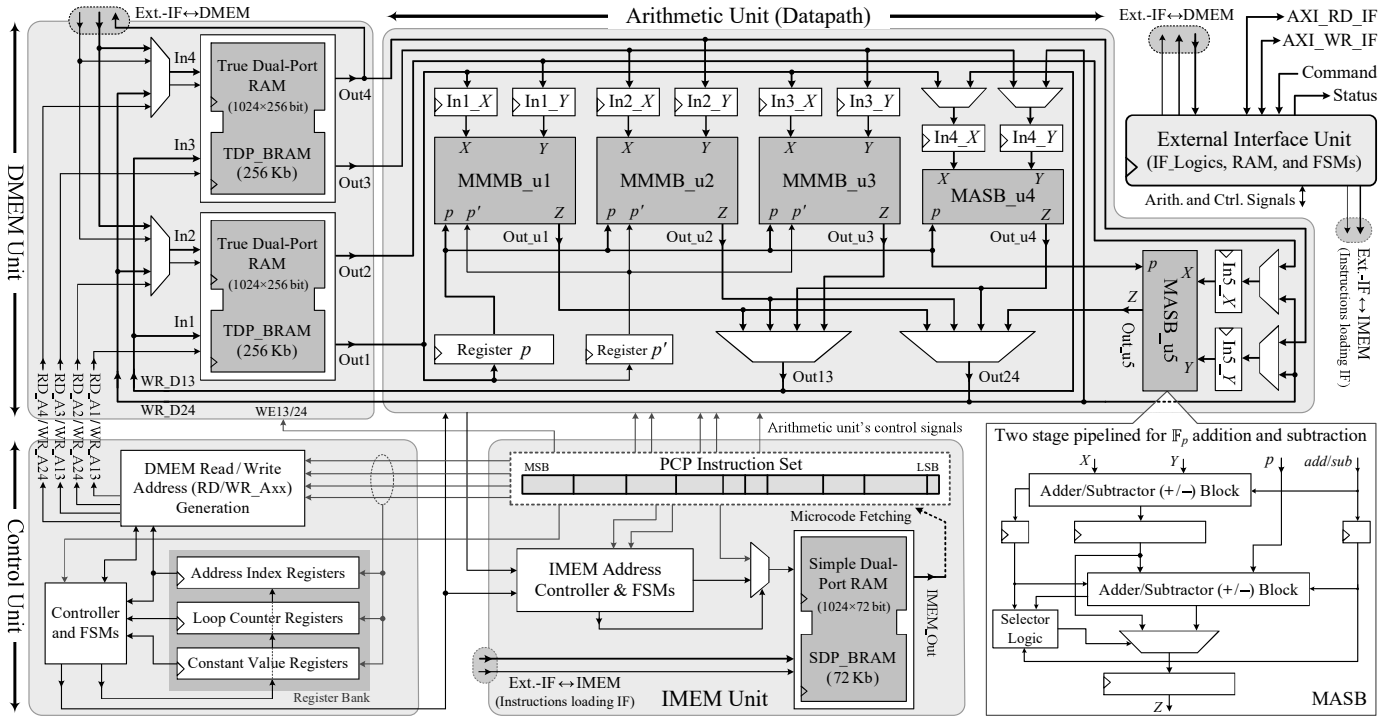 Ext.-IF↔DMEM
Arithmetic Unit (Datapath)
Ext.-IF↔DMEM
AXI_RD_IF
AXI_WR_IF
Command
Status
External Interface Unit
(IF_Logics, RAM, and FSMs)
Arith. and Ctrl. Signals
Ext.-IF↔IMEM
(Instructions loading IF)
DMEM Unit
In4
True Dual-Port
RAM
(1024×256 bit)
Out4
In3
TDP_BRAM
(256 Kb)
Out3
In2
True Dual-Port
RAM
(1024×256 bit)
Out2
In1
TDP_BRAM
(256 Kb)
Out1
WR_D13
WR_D24
WE13/24
RD_A4/WR_A24
RD_A3/WR_A13
RD_A2/WR_A24
RD_A1/WR_A13
In1_X
In1_Y
In2_X
In2_Y
In3_X
In3_Y
In4_X
In4_Y
X Y
MMMB_u1
p p′ Z
Out_u1
X Y
MMMB_u2
p p′ Z
Out_u2
X Y
MMMB_u3
p p′ Z
Out_u3
X Y
MASB_u4
p Z
Out_u4
p X
Z
MASB_u5
Y
Out_u5
In5_X
In5_Y
Register p
Register p′
Out13
Out24
Arithmetic unit's control signals
Control Unit
DMEM Read / Write
Address (RD/WR_Axx)
Generation
Controller
and FSMs
Address Index Registers
Loop Counter Registers
Constant Value Registers
Register Bank
PCP Instruction Set
MSB
LSB
Microcode Fetching
IMEM Address
Controller & FSMs
Simple Dual-
Port RAM
(1024×72 bit)
SDP_BRAM
(72 Kb)
IMEM_Out
Ext.-IF↔IMEM
(Instructions loading IF)
IMEM Unit
Two stage pipelined for 𝔽p addition and subtraction
X Y p add/sub
Adder/Subtractor (+/−) Block
Adder/Subtractor (+/−) Block
Selector
Logic
Z
MASB